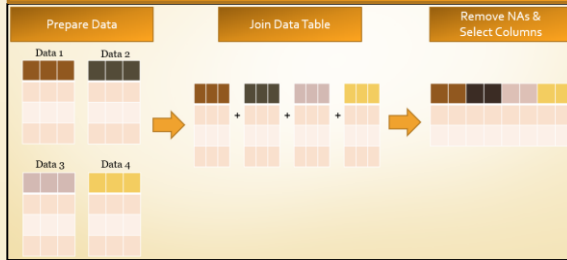 Prepare Data
Join Data Table
Remove NAs &
Select Columns
Data 1
Data 2
+
+
+
Data 3
Data 4